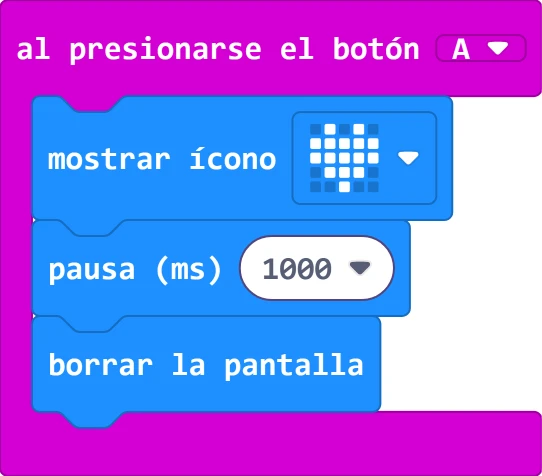 al presionarse el botón A
mostrar ícono
pausa (ms) 1000
borrar la pantalla